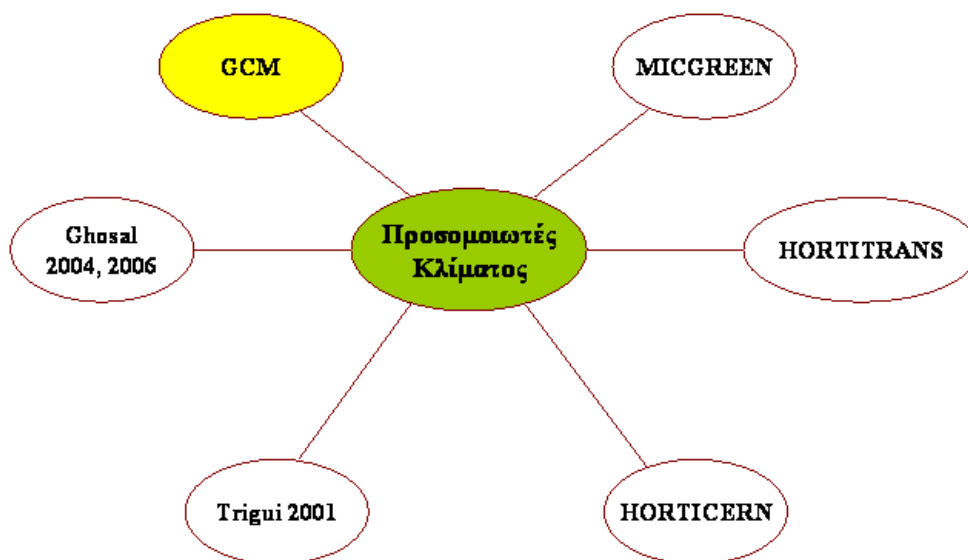 GCM
MICGREEN
Ghosal
2004, 2006
Προσομοιωτές
Κλίματος
HORTITRANS
Trigui 2001
HORTICERN